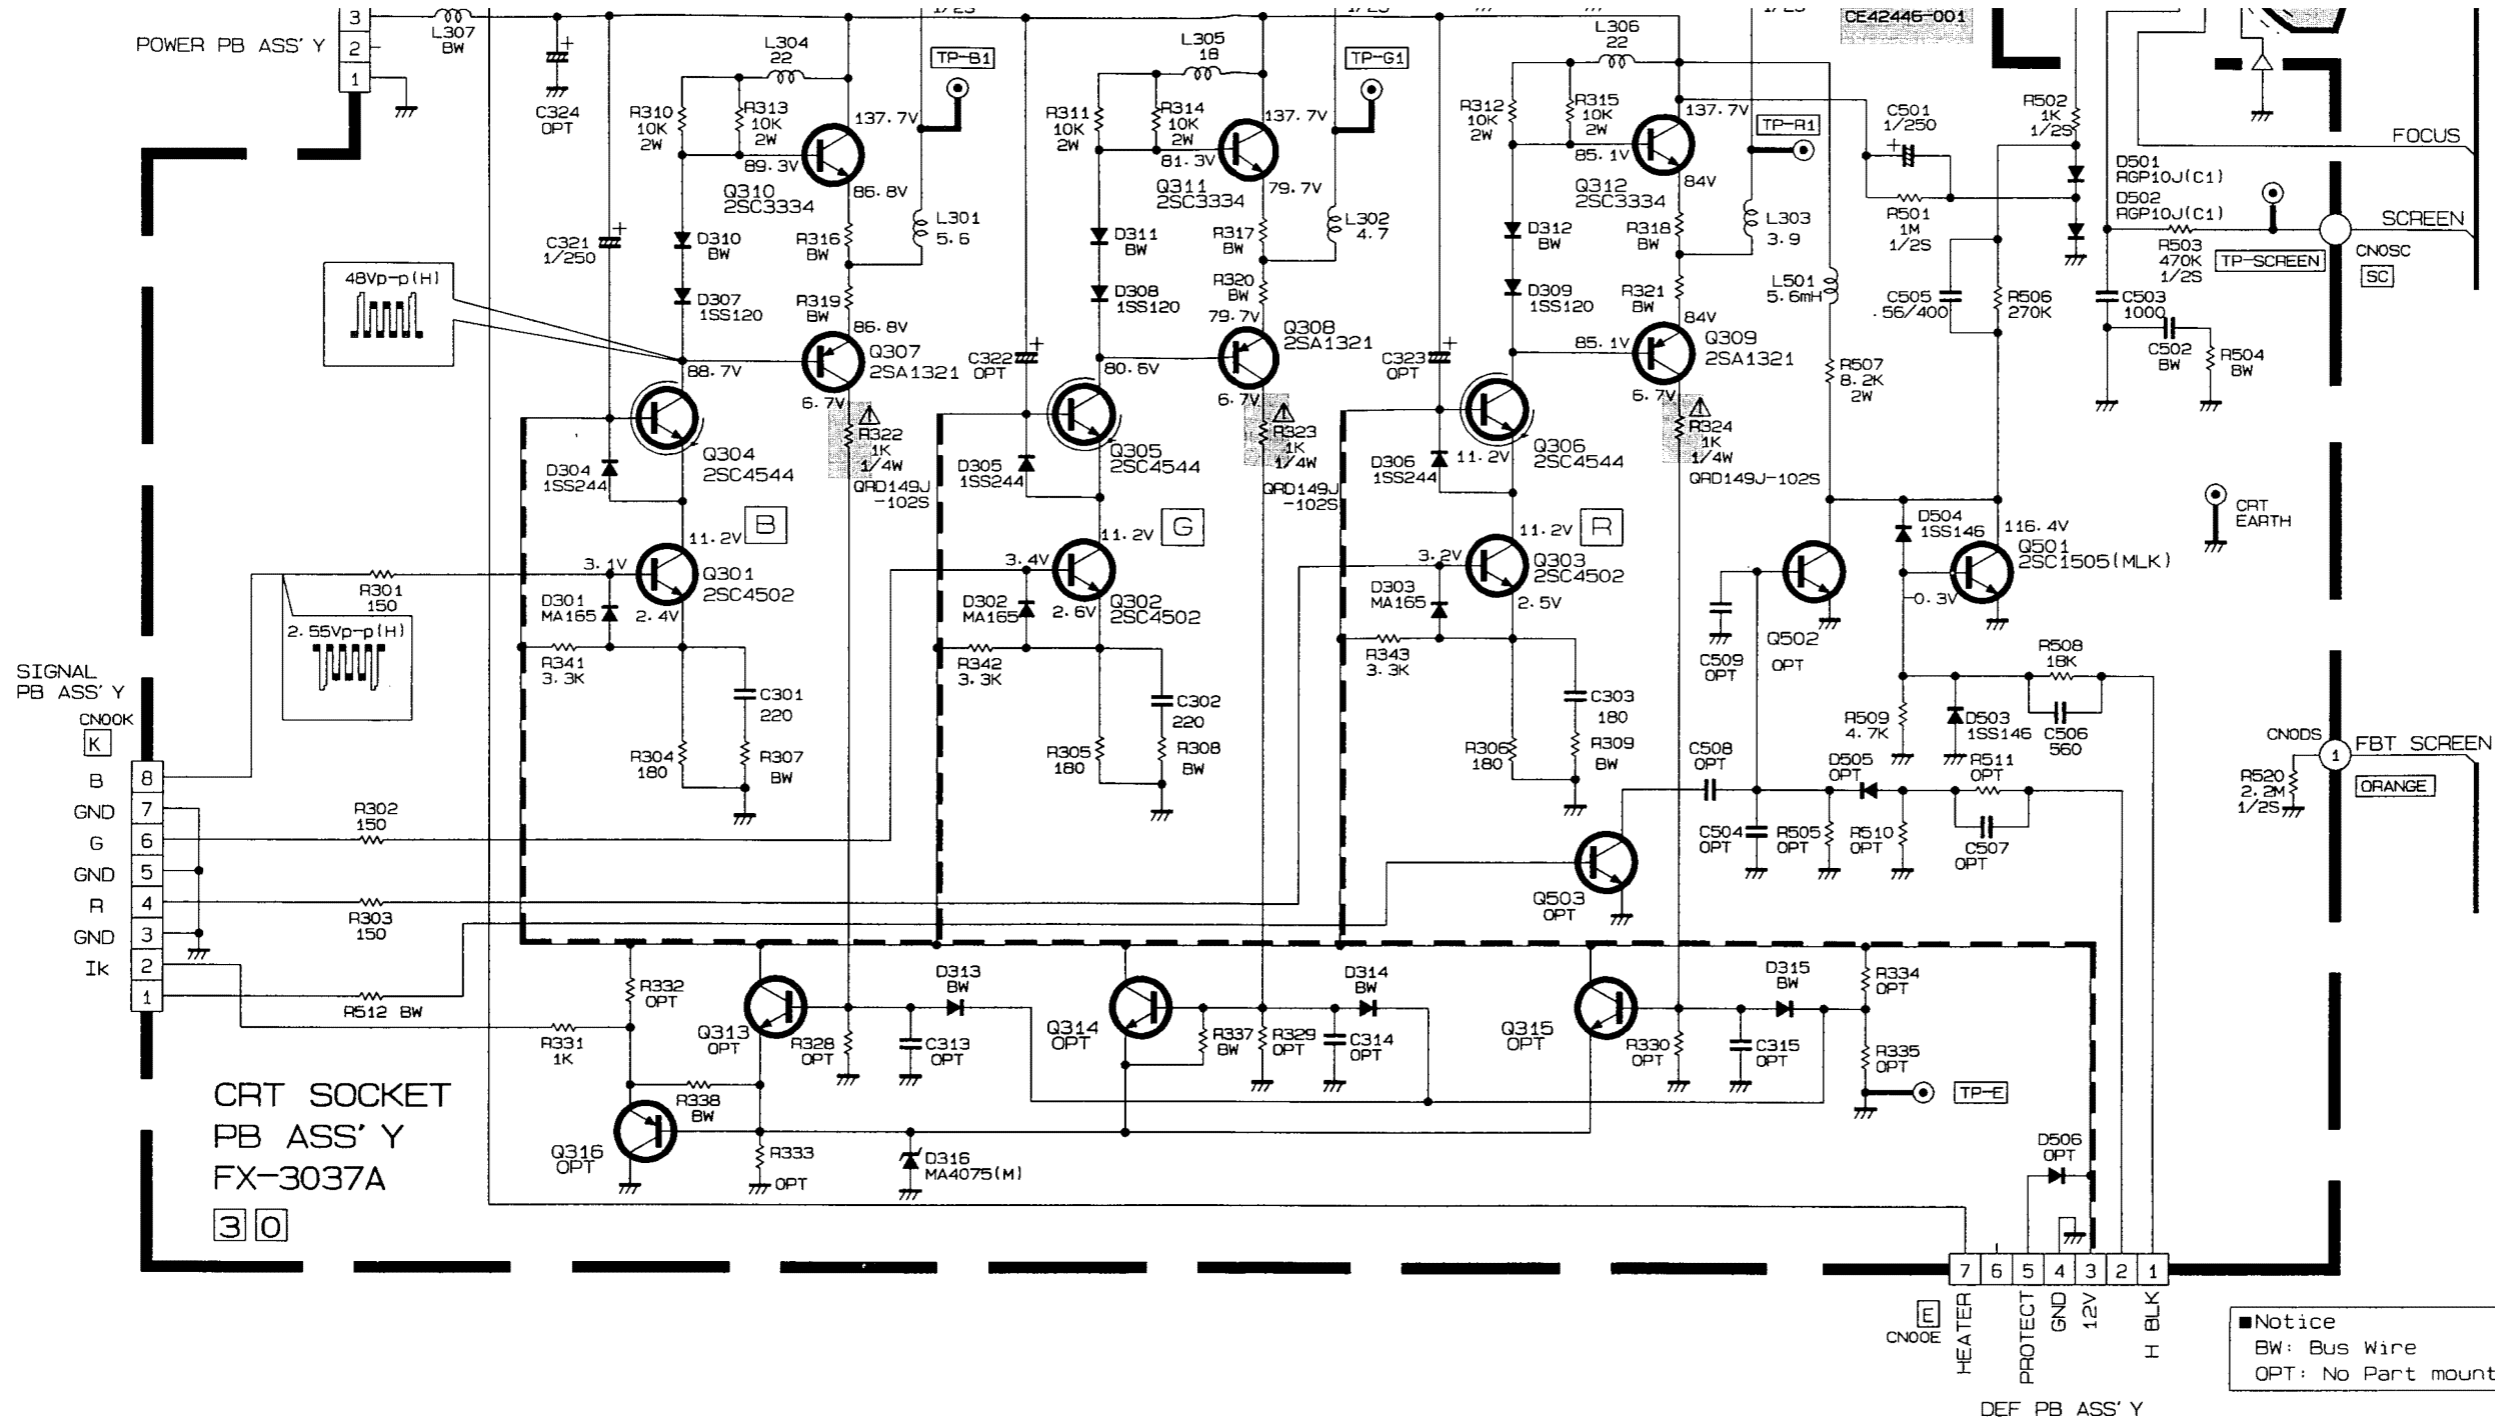 POWER PB ASS'Y
3
2
1
L307
BW
C324
OPT
L304
22
R310
10K
2W
R313
10K
2W
137.7V
89.3V
86.8V
Q310
2SC3334
TP-B1
L301
5.6
C321
1/250
D310
BW
D307
1SS120
R316
BW
R319
BW
86.8V
Q307
2SA1321
88.7V
6.7V
48Vp-p(H)
R322
1K
1/4W
QRD149J
-102S
Q304
2SC4544
D304
1SS244
B
11.2V
3.1V
Q301
2SC4502
D301
MA165
2.4V
R301
150
2.55Vp-p(H)
R341
3.3K
C301
220
R304
180
R307
BW
L305
18
R311
10K
2W
R314
10K
2W
137.7V
81.3V
79.7V
Q311
2SC3334
TP-G1
L302
4.7
D311
BW
D308
1SS120
R317
BW
R320
BW
79.7V
Q308
2SA1321
C322
OPT
80.6V
6.7V
R323
1K
1/4W
QRD149J
-102S
Q305
2SC4544
D305
1SS244
G
11.2V
3.4V
Q302
2SC4502
D302
MA165
2.6V
R342
3.3K
C302
220
R305
180
R308
BW
L306
22
R312
10K
2W
R315
10K
2W
137.7V
85.1V
84V
Q312
2SC3334
TP-R1
L303
3.9
D312
BW
D309
1SS120
R318
BW
R321
BW
84V
Q309
2SA1321
C323
OPT
85.1V
6.7V
R324
1K
1/4W
QRD149J-102S
Q306
2SC4544
D306
1SS244
11.2V
R
11.2V
3.2V
Q303
2SC4502
D303
MA165
2.5V
R343
3.3K
C303
180
R306
180
R309
BW
CE42446-001
C501
1/250
R501
1M
1/2S
R502
1K
1/2S
D501
RGP10J(C1)
D502
RGP10J(C1)
R503
470K
1/2S
TP-SCREEN
FOCUS
SCREEN
CN0SC
SC
L501
5.6mH
C505
.56/400
R506
270K
C503
1000
C502
BW
R504
BW
R507
8.2K
2W
CRT
EARTH
D504
1SS146
116.4V
Q501
2SC1505(MLK)
-0.3V
C509
OPT
Q502
OPT
R508
18K
R509
4.7K
D503
1SS146
C506
560
C508
OPT
D505
OPT
R511
OPT
C504
OPT
R505
OPT
R510
OPT
C507
OPT
Q503
OPT
CN0DS
1
FBT SCREEN
R520
2.2M
1/2S
ORANGE
SIGNAL
PB ASS'Y
CN00K
K
B 8
GND 7
G 6
GND 5
R 4
GND 3
Ik 2
1
R302
150
R303
150
R512 BW
R331
1K
R332
OPT
Q313
OPT
R328
OPT
C313
OPT
D313
BW
Q314
OPT
R337
BW
R329
OPT
C314
OPT
D314
BW
Q315
OPT
R330
OPT
C315
OPT
D315
BW
R334
OPT
R335
OPT
TP-E
R338
BW
Q316
OPT
R333
OPT
D316
MA4075(M)
D506
OPT
CRT SOCKET
PB ASS'Y
FX-3037A
3 0
7 6 5 4 3 2 1
E
CN00E
HEATER
PROTECT
GND
12V
H BLK
DEF PB ASS'Y
■Notice
BW: Bus Wire
OPT: No Part mount